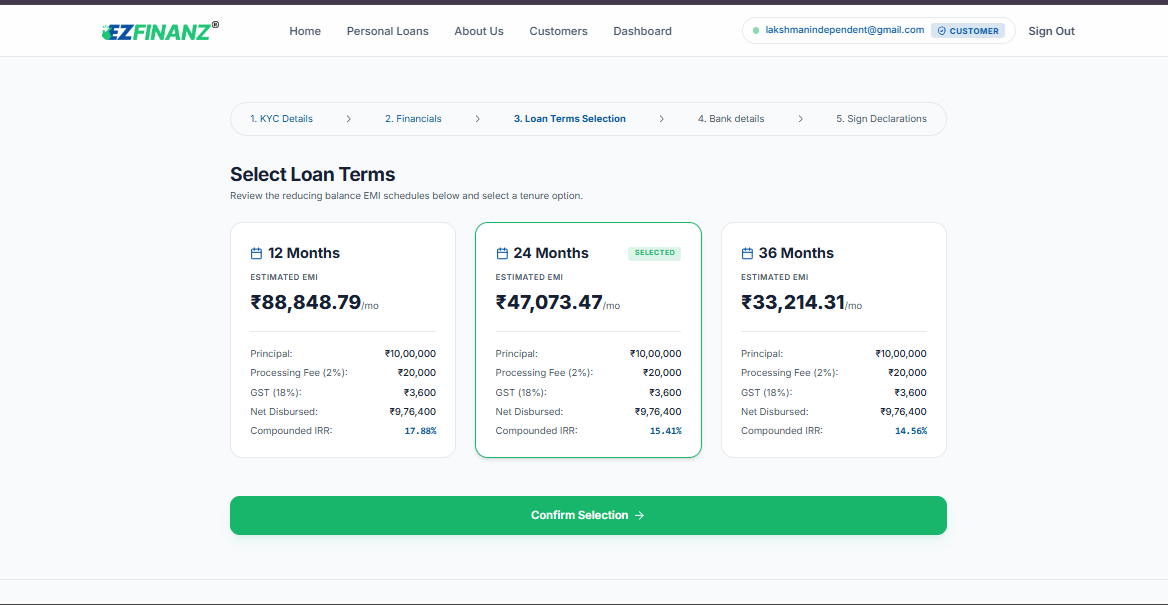 EZFINANZ®
Home Personal Loans About Us Customers Dashboard
lakshmanindependent@gmail.com CUSTOMER Sign Out
1. KYC Details > 2. Financials > 3. Loan Terms Selection > 4. Bank details > 5. Sign Declarations
Select Loan Terms
Review the reducing balance EMI schedules below and select a tenure option.
12 Months
ESTIMATED EMI
₹88,848.79/mo
Principal: ₹10,00,000
Processing Fee (2%): ₹20,000
GST (18%): ₹3,600
Net Disbursed: ₹9,76,400
Compounded IRR: 17.88%
24 Months SELECTED
ESTIMATED EMI
₹47,073.47/mo
Principal: ₹10,00,000
Processing Fee (2%): ₹20,000
GST (18%): ₹3,600
Net Disbursed: ₹9,76,400
Compounded IRR: 15.41%
36 Months
ESTIMATED EMI
₹33,214.31/mo
Principal: ₹10,00,000
Processing Fee (2%): ₹20,000
GST (18%): ₹3,600
Net Disbursed: ₹9,76,400
Compounded IRR: 14.56%
Confirm Selection →